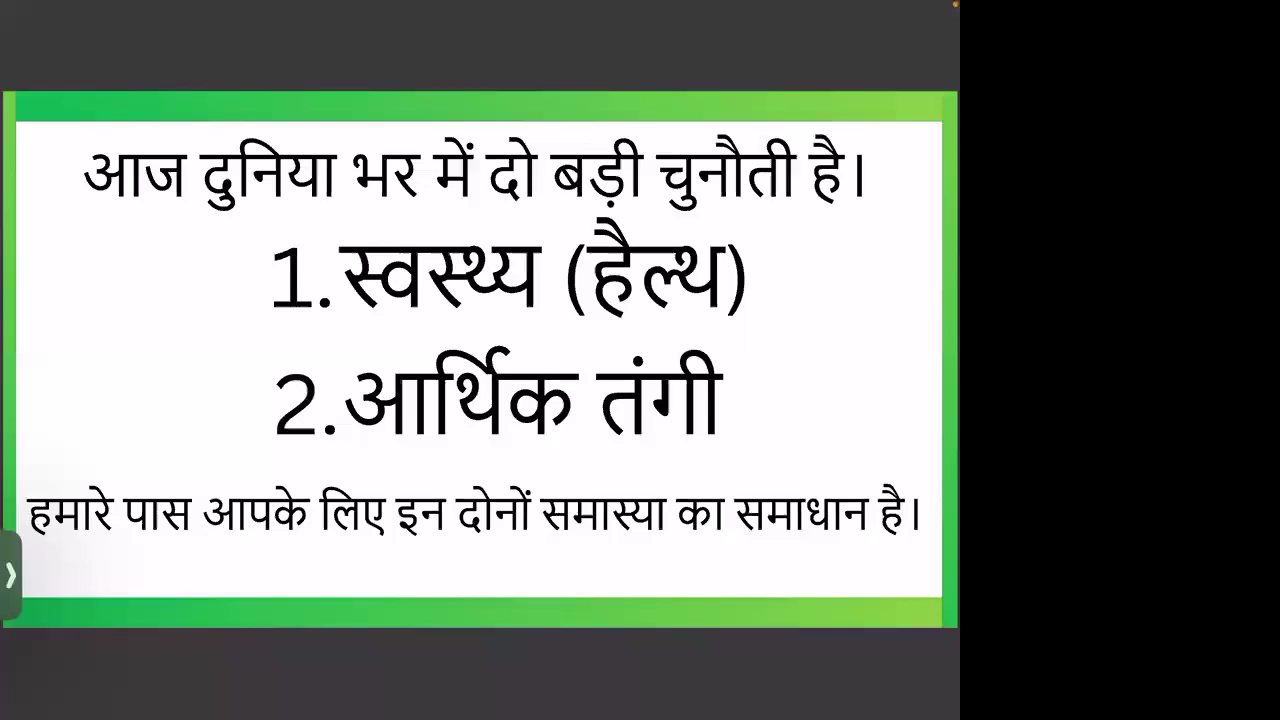 आज दुनिया भर में दो बड़ी चुनौती है।
1.स्वस्थ्य (हैल्थ)
2.आर्थिक तंगी
हमारे पास आपके लिए इन दोनों समास्या का समाधान है।